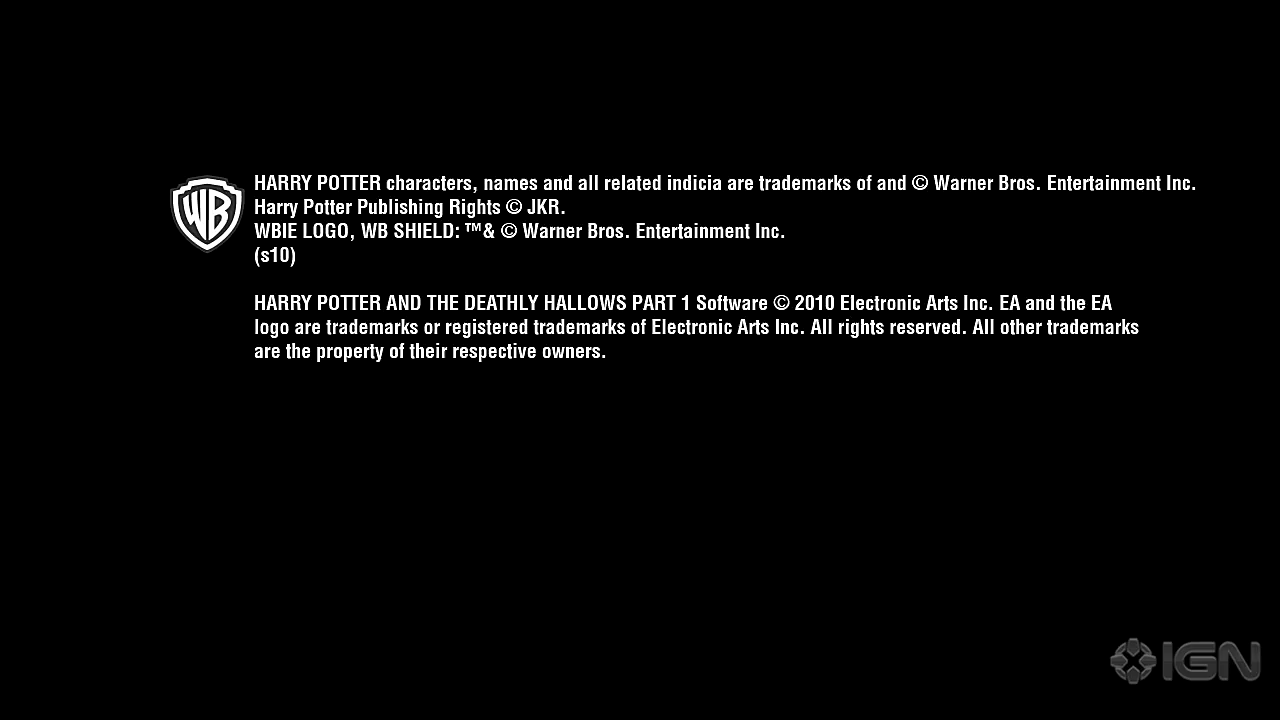 HARRY POTTER characters, names and all related indicia are trademarks of and © Warner Bros. Entertainment Inc.
Harry Potter Publishing Rights © JKR.
WBIE LOGO, WB SHIELD: ™& © Warner Bros. Entertainment Inc.
(s10)
HARRY POTTER AND THE DEATHLY HALLOWS PART 1 Software © 2010 Electronic Arts Inc. EA and the EA
logo are trademarks or registered trademarks of Electronic Arts Inc. All rights reserved. All other trademarks
are the property of their respective owners.
WB
IGN